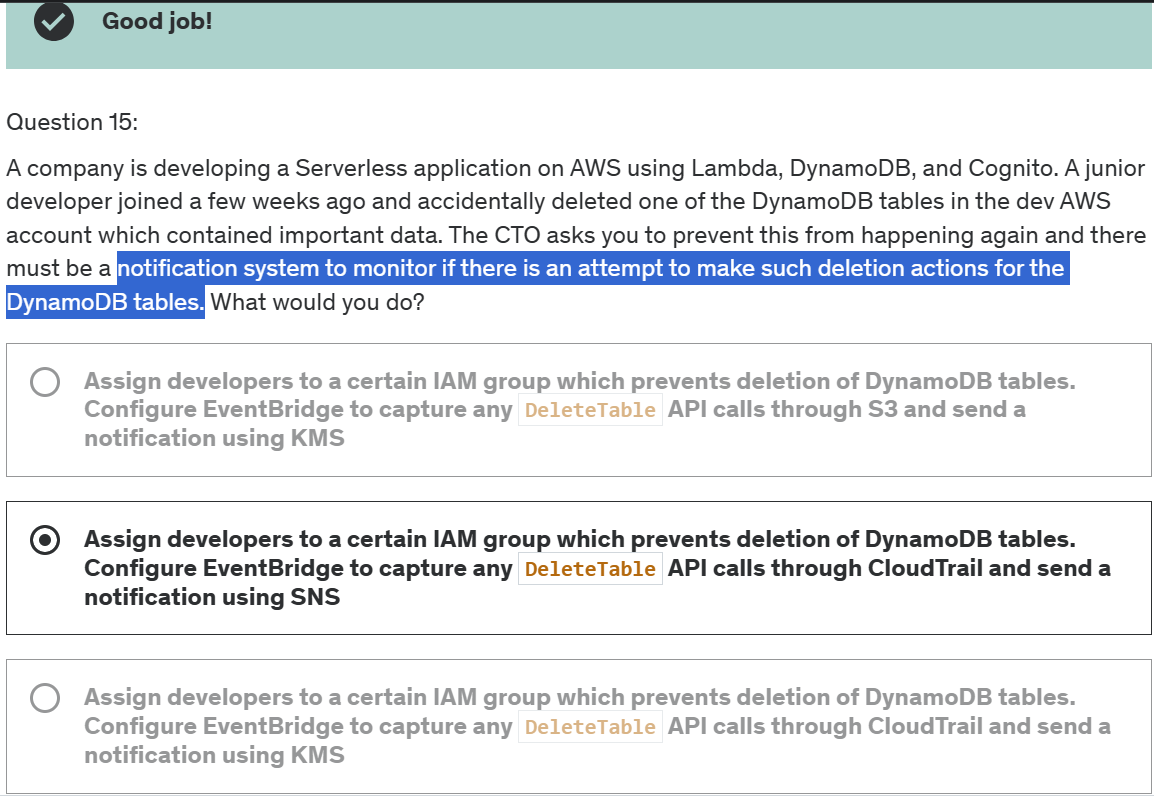 Good job!
Question 15:
A company is developing a Serverless application on AWS using Lambda, DynamoDB, and Cognito. A junior
developer joined a few weeks ago and accidentally deleted one of the DynamoDB tables in the dev AWS
account which contained important data. The CTO asks you to prevent this from happening again and there
must be a notification system to monitor if there is an attempt to make such deletion actions for the
DynamoDB tables. What would you do?
Assign developers to a certain IAM group which prevents deletion of DynamoDB tables.
Configure EventBridge to capture any DeleteTable API calls through S3 and send a
notification using KMS
Assign developers to a certain IAM group which prevents deletion of DynamoDB tables.
Configure EventBridge to capture any DeleteTable API calls through CloudTrail and send a
notification using SNS
Assign developers to a certain IAM group which prevents deletion of DynamoDB tables.
Configure EventBridge to capture any DeleteTable API calls through CloudTrail and send a
notification using KMS